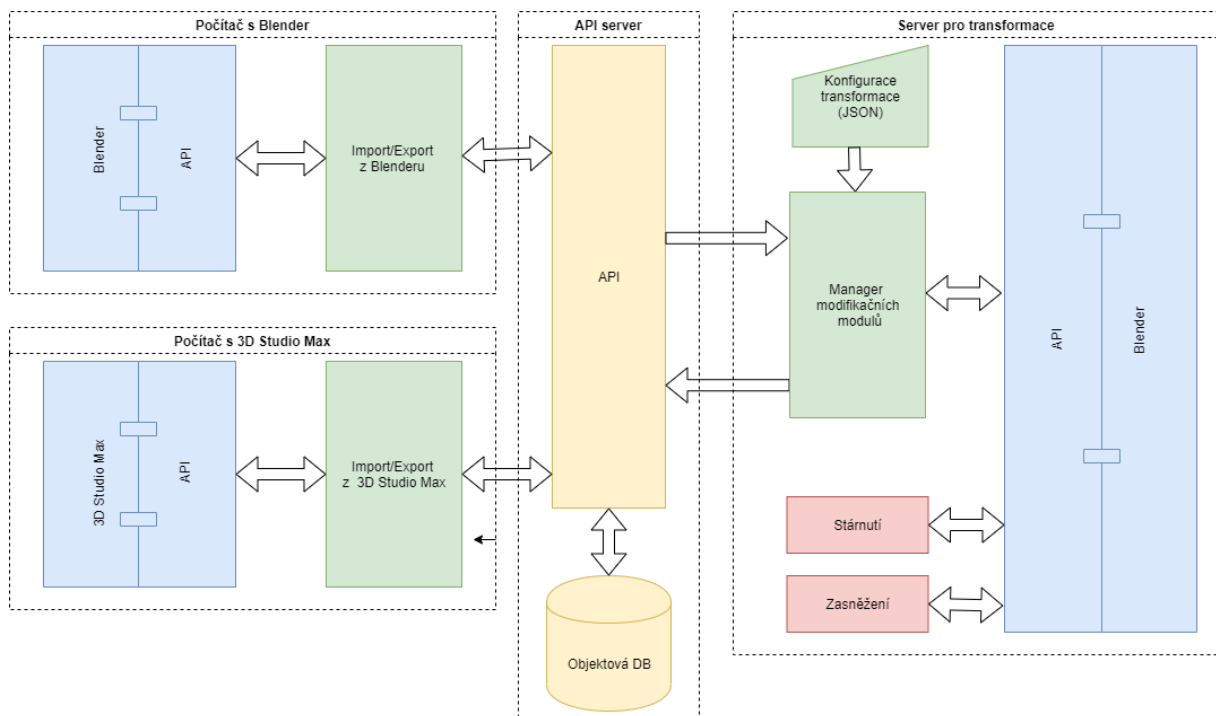 Počítač s Blender
Blender
API
Import/Export
z Blenderu
Počítač s 3D Studio Max
3D Studio Max
API
Import/Export
z 3D Studio Max
API server
API
Objektová DB
Server pro transformace
Konfigurace
transformace
(JSON)
Manager
modifikačních
modulů
Stárnutí
Zasněžení
API
Blender